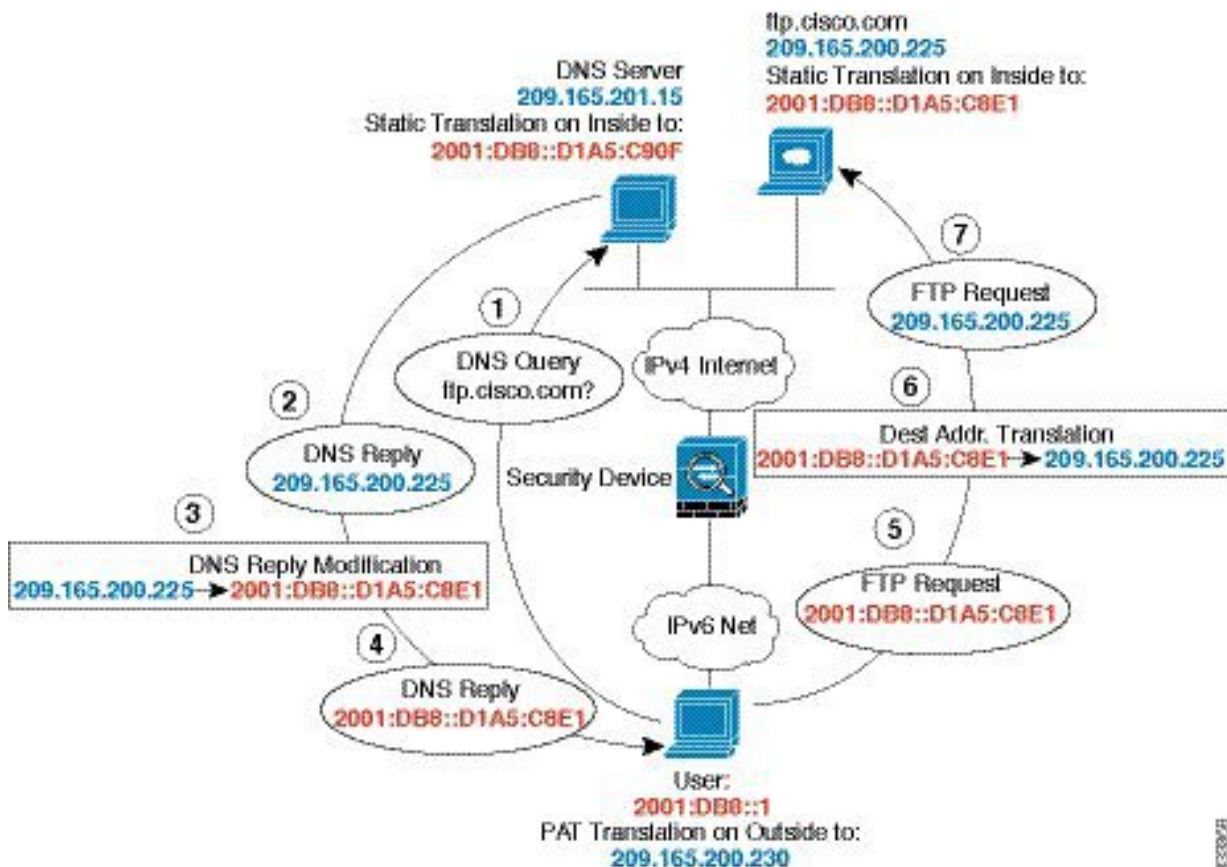 ftp.cisco.com
209.165.200.225
Static Translation on Inside to:
2001:DB8::D1A5:C8E1
DNS Server
209.165.201.15
Static Translation on Inside to:
2001:DB8::D1A5:C90F
7
FTP Request
209.165.200.225
1
DNS Query
ftp.cisco.com?
IPv4 Internet
2
DNS Reply
209.165.200.225
6
Dest Addr. Translation
2001:DB8::D1A5:C8E1 → 209.165.200.225
Security Device
3
DNS Reply Modification
209.165.200.225 → 2001:DB8::D1A5:C8E1
5
FTP Request
2001:DB8::D1A5:C8E1
IPv6 Net
4
DNS Reply
2001:DB8::D1A5:C8E1
User:
2001:DB8::1
PAT Translation on Outside to:
209.165.200.230